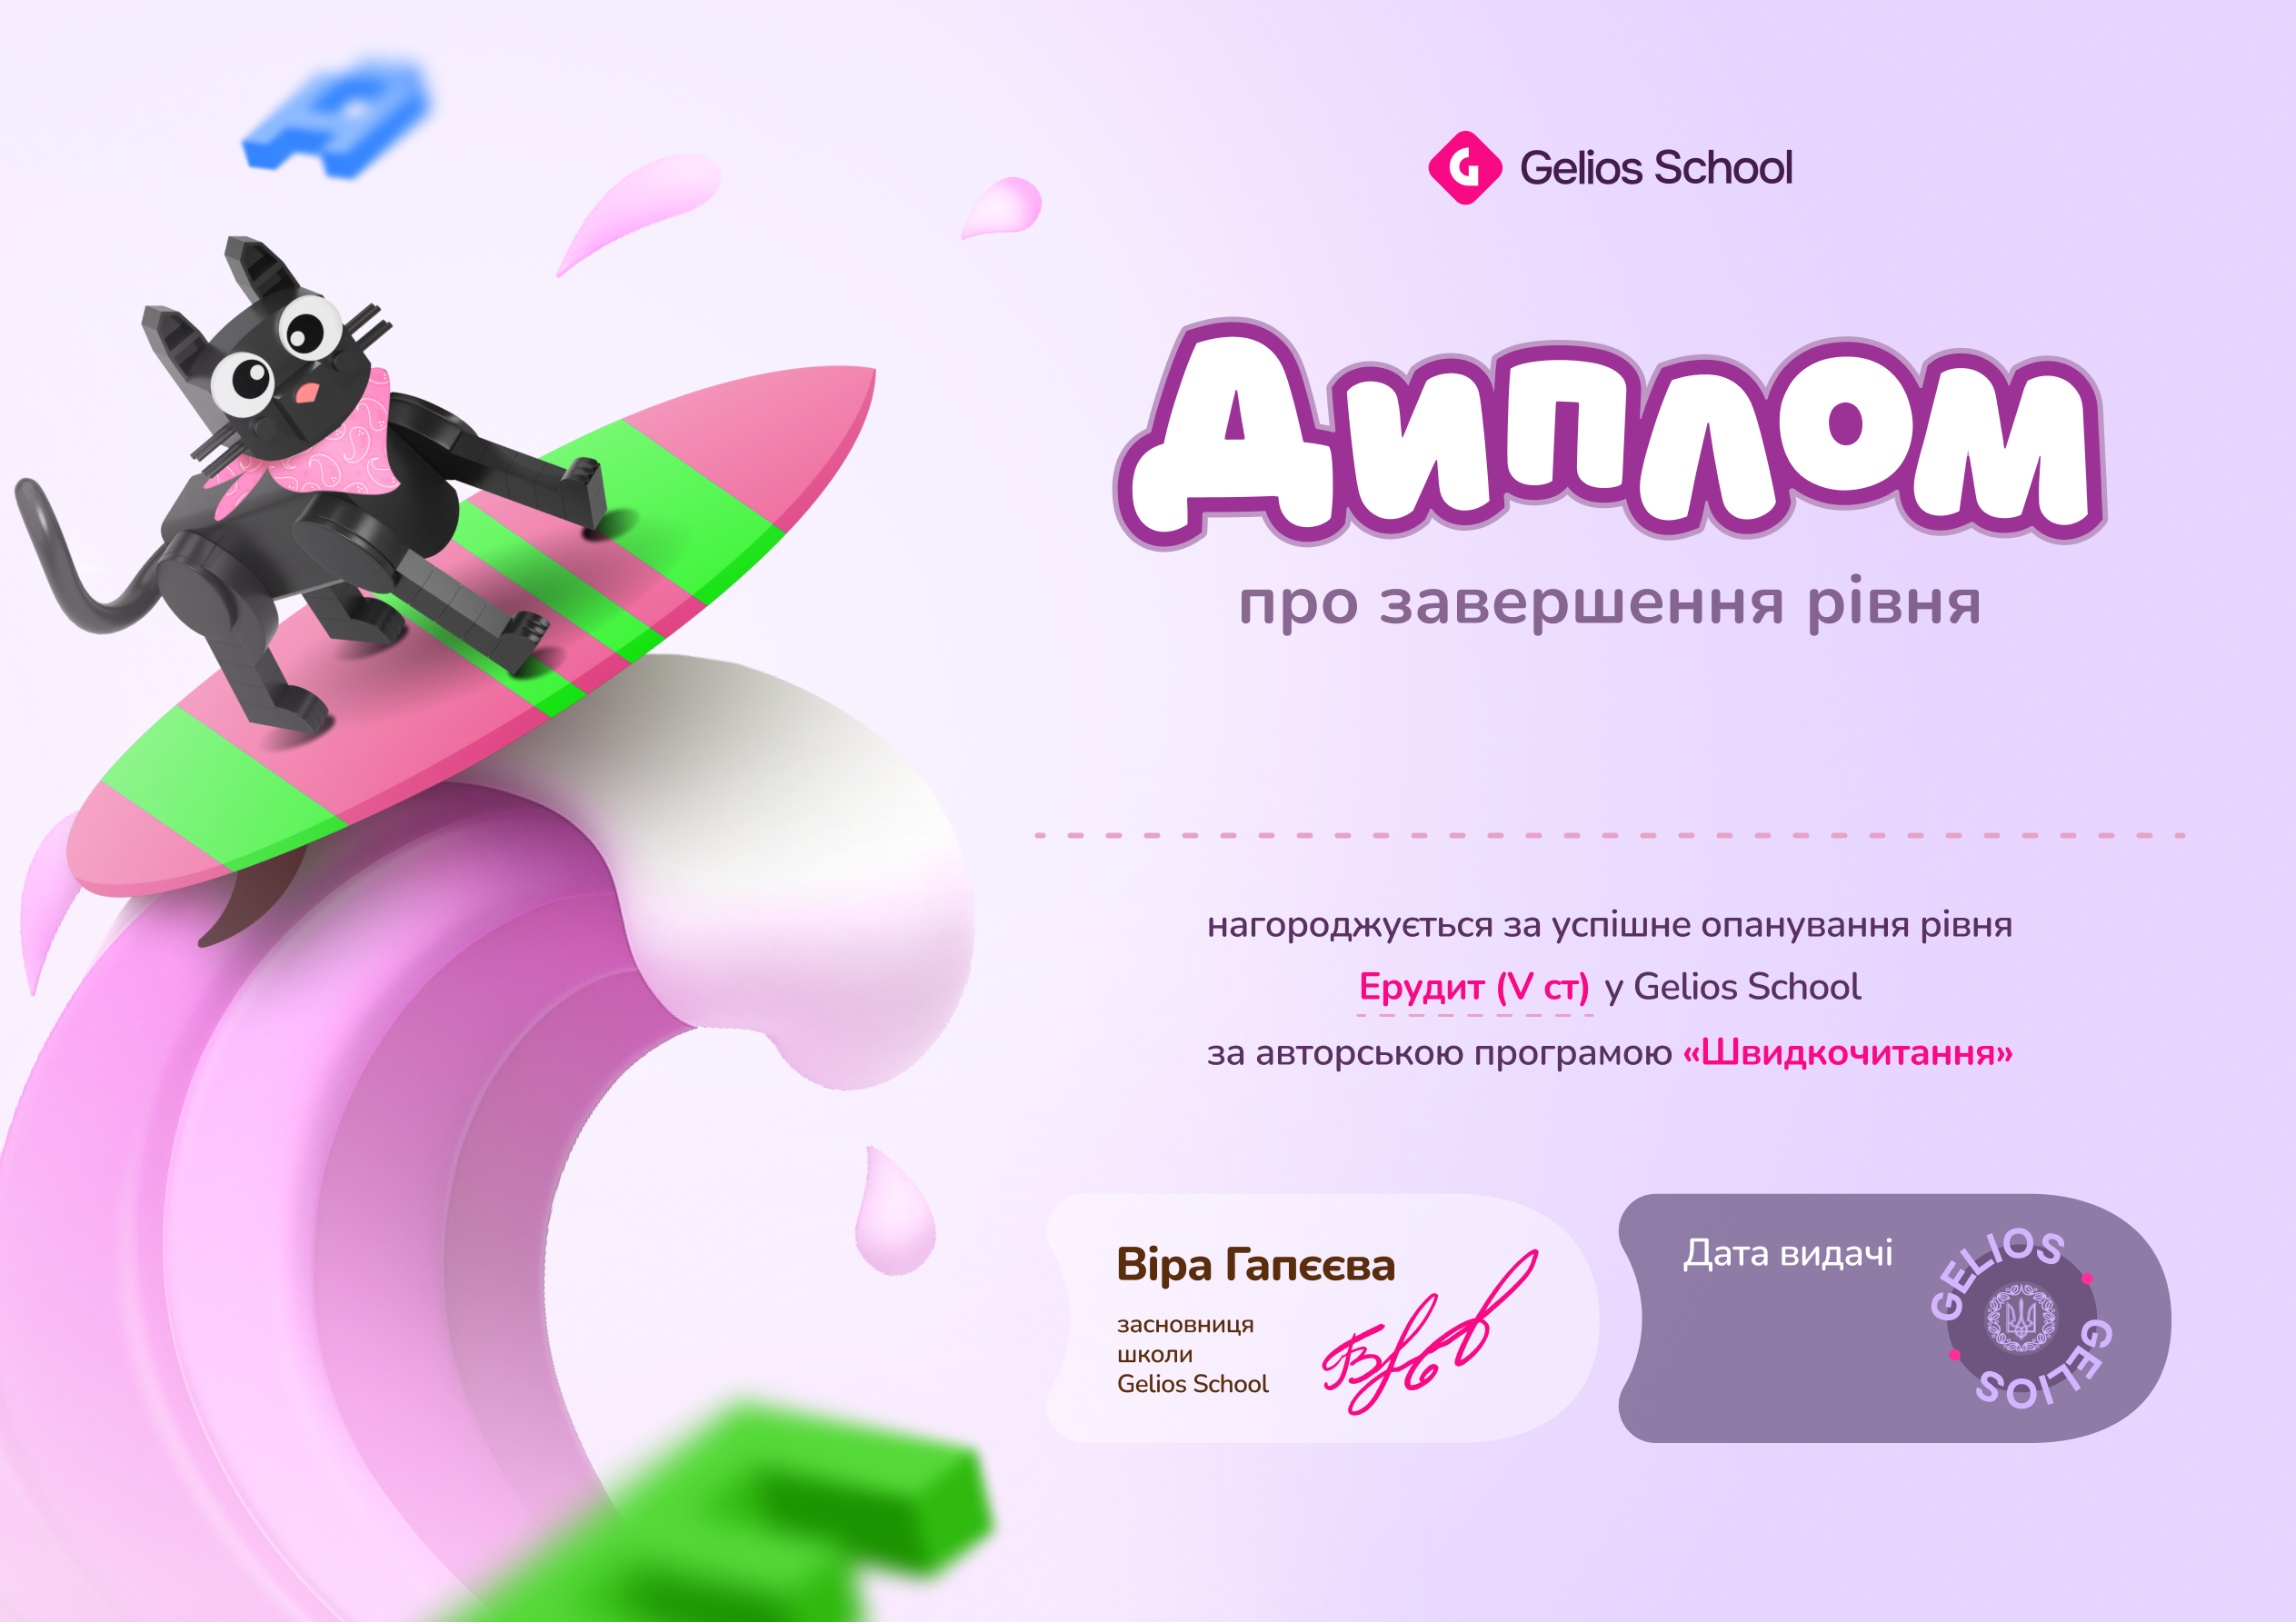 Gelios School
Диплом
про завершення рівня
нагороджується за успішне опанування рівня
Ерудит (V ст) у Gelios School
за авторською програмою «Швидкочитання»
Віра Гапєєва
засновниця
школи
Gelios School
Дата видачі
GELIOS
GELIOS